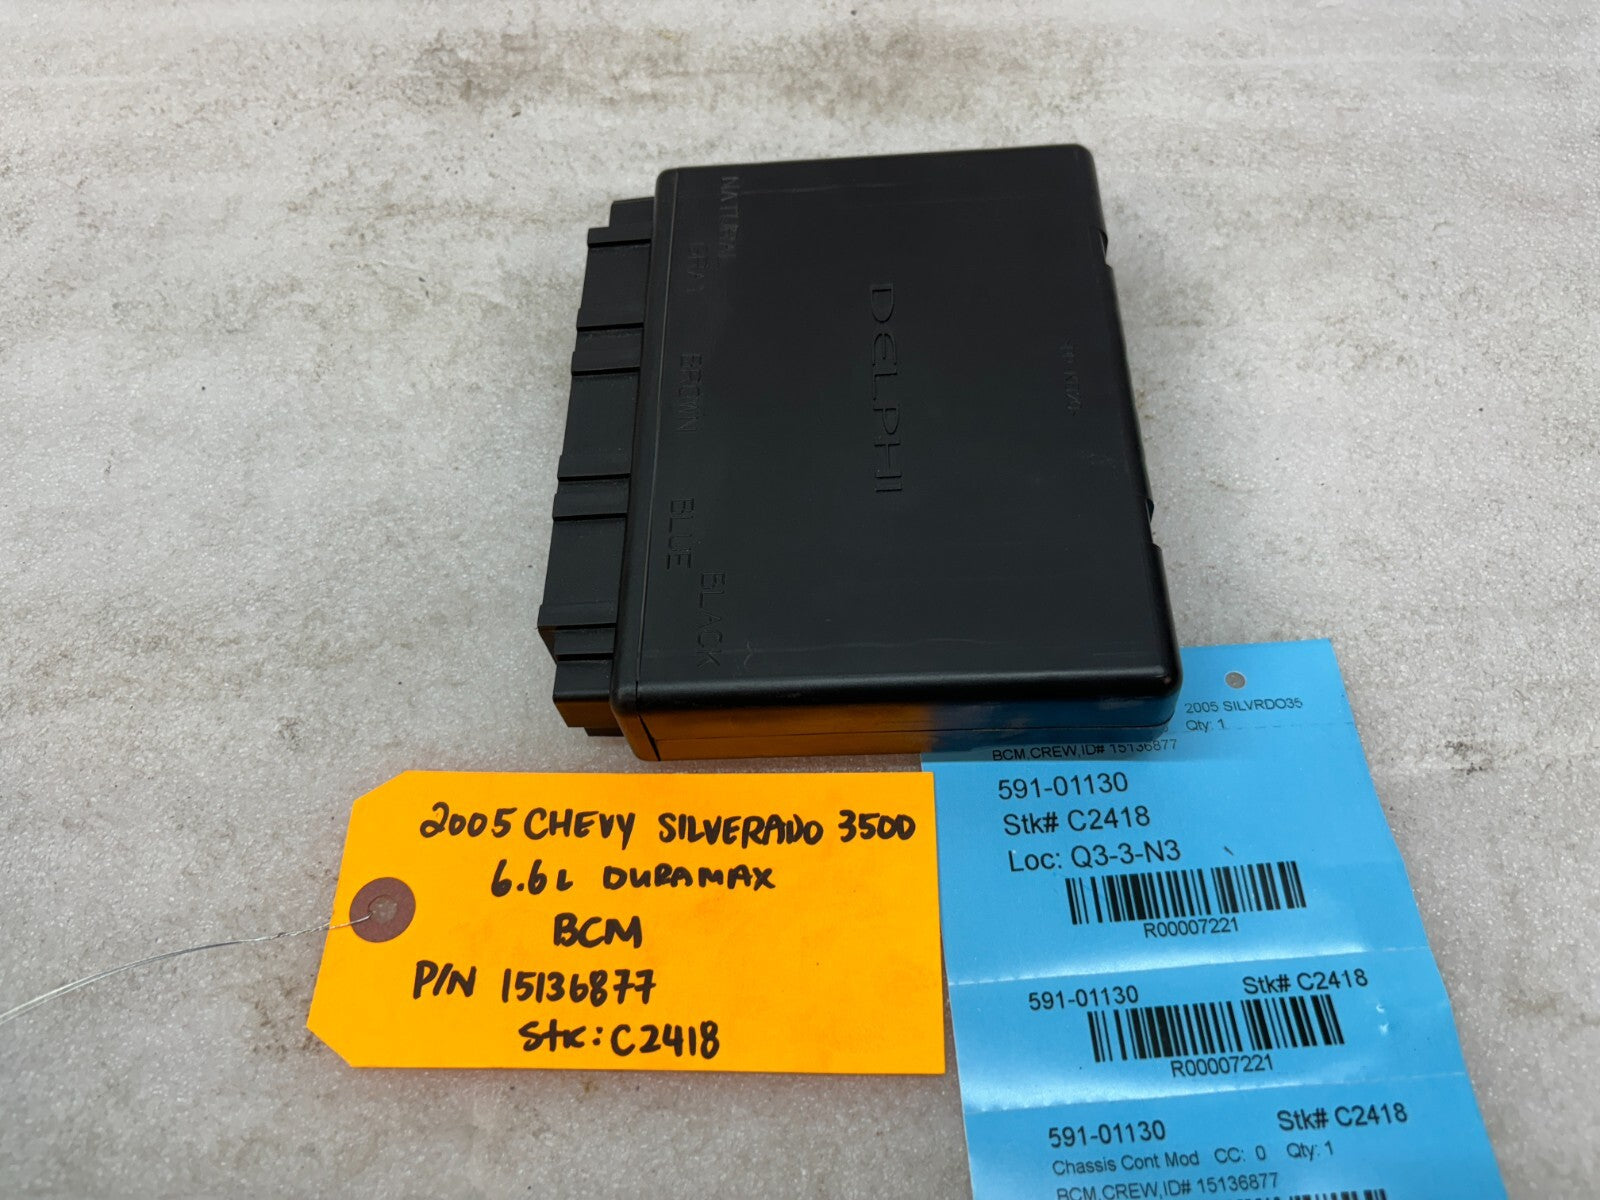 NATURAL
GRAY
BROWN
BLUE
BLACK
DELPHI
2005 CHEVY SILVERADO 3500
6.6L DURAMAX
BCM
P/N 15136877
Stk: C2418
2005 SILVRDO35
Qty: 1
BCM,CREW,ID# 15136877
591-01130
Stk# C2418
Loc: Q3-3-N3
R00007221
591-01130 Stk# C2418
R00007221
591-01130 Stk# C2418
Chassis Cont Mod CC: 0 Qty: 1
BCM,CREW,ID# 15136877